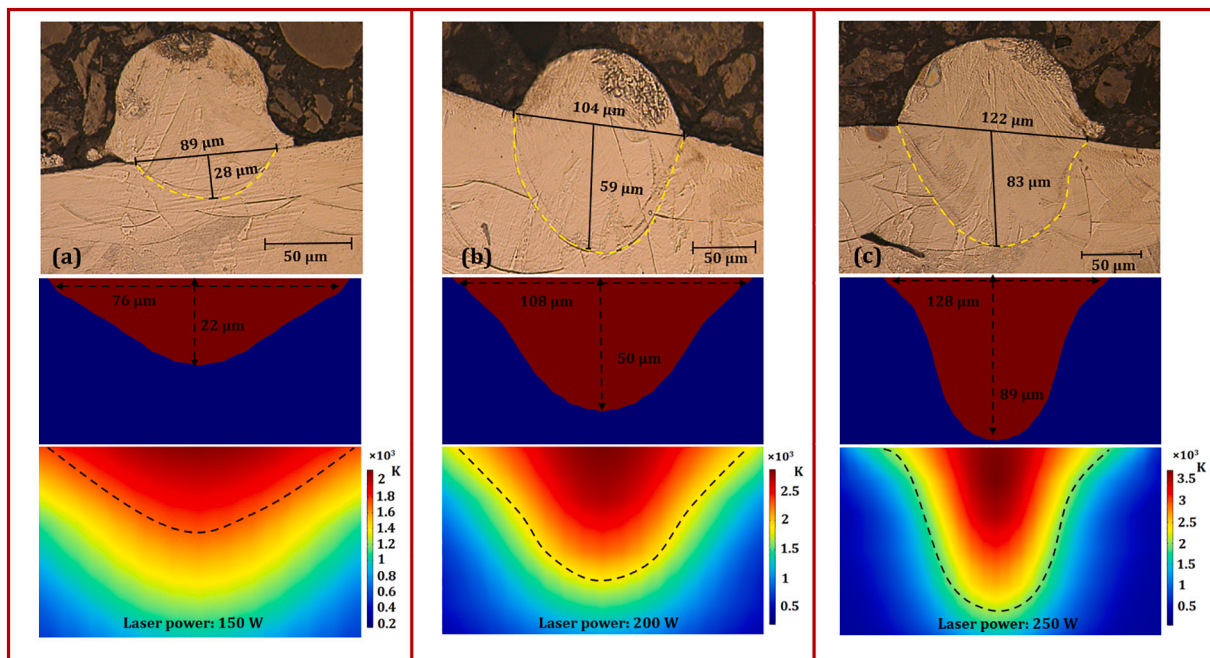 89 μm
28 μm
(a)
50 μm
76 μm
22 μm
×10³
K
2
1.8
1.6
1.4
1.2
1
0.8
0.6
0.4
0.2
Laser power: 150 W
104 μm
59 μm
(b)
50 μm
108 μm
50 μm
×10³
K
2.5
2
1.5
1
0.5
Laser power: 200 W
122 μm
83 μm
(c)
50 μm
128 μm
89 μm
×10³
K
3.5
3
2.5
2
1.5
1
0.5
Laser power: 250 W